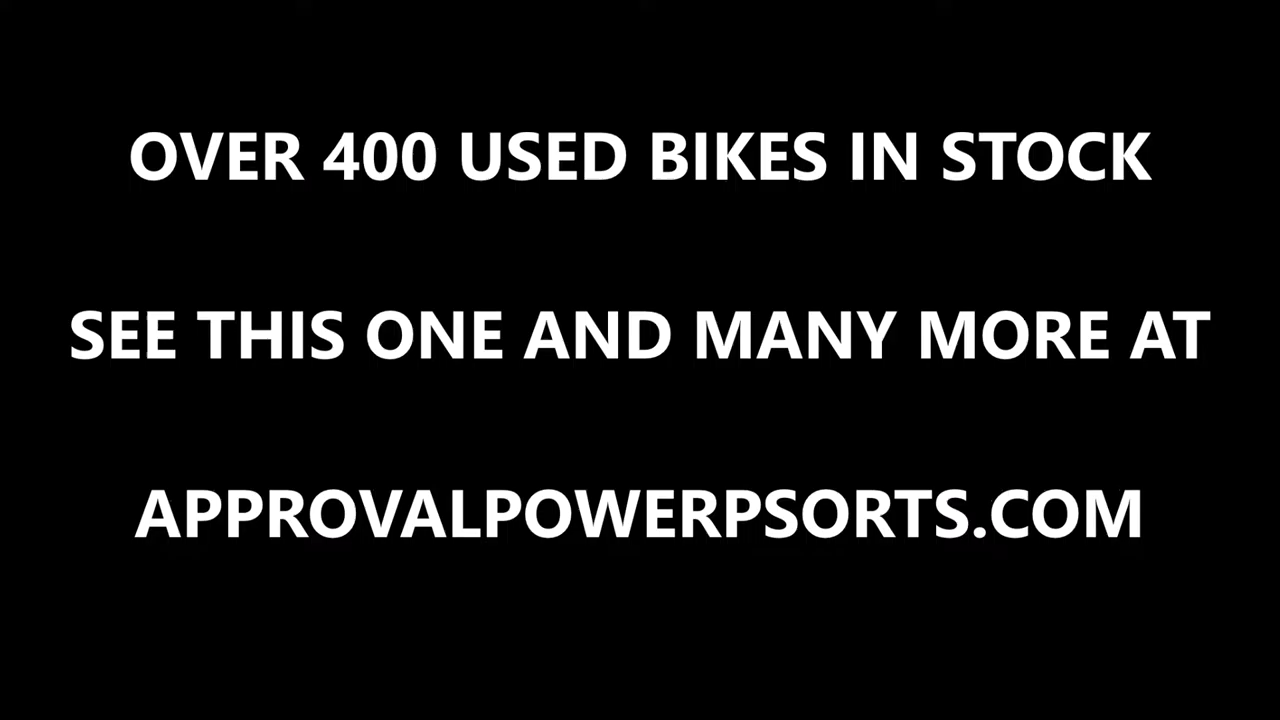 OVER 400 USED BIKES IN STOCK
SEE THIS ONE AND MANY MORE AT
APPROVALPOWERPSORTS.COM